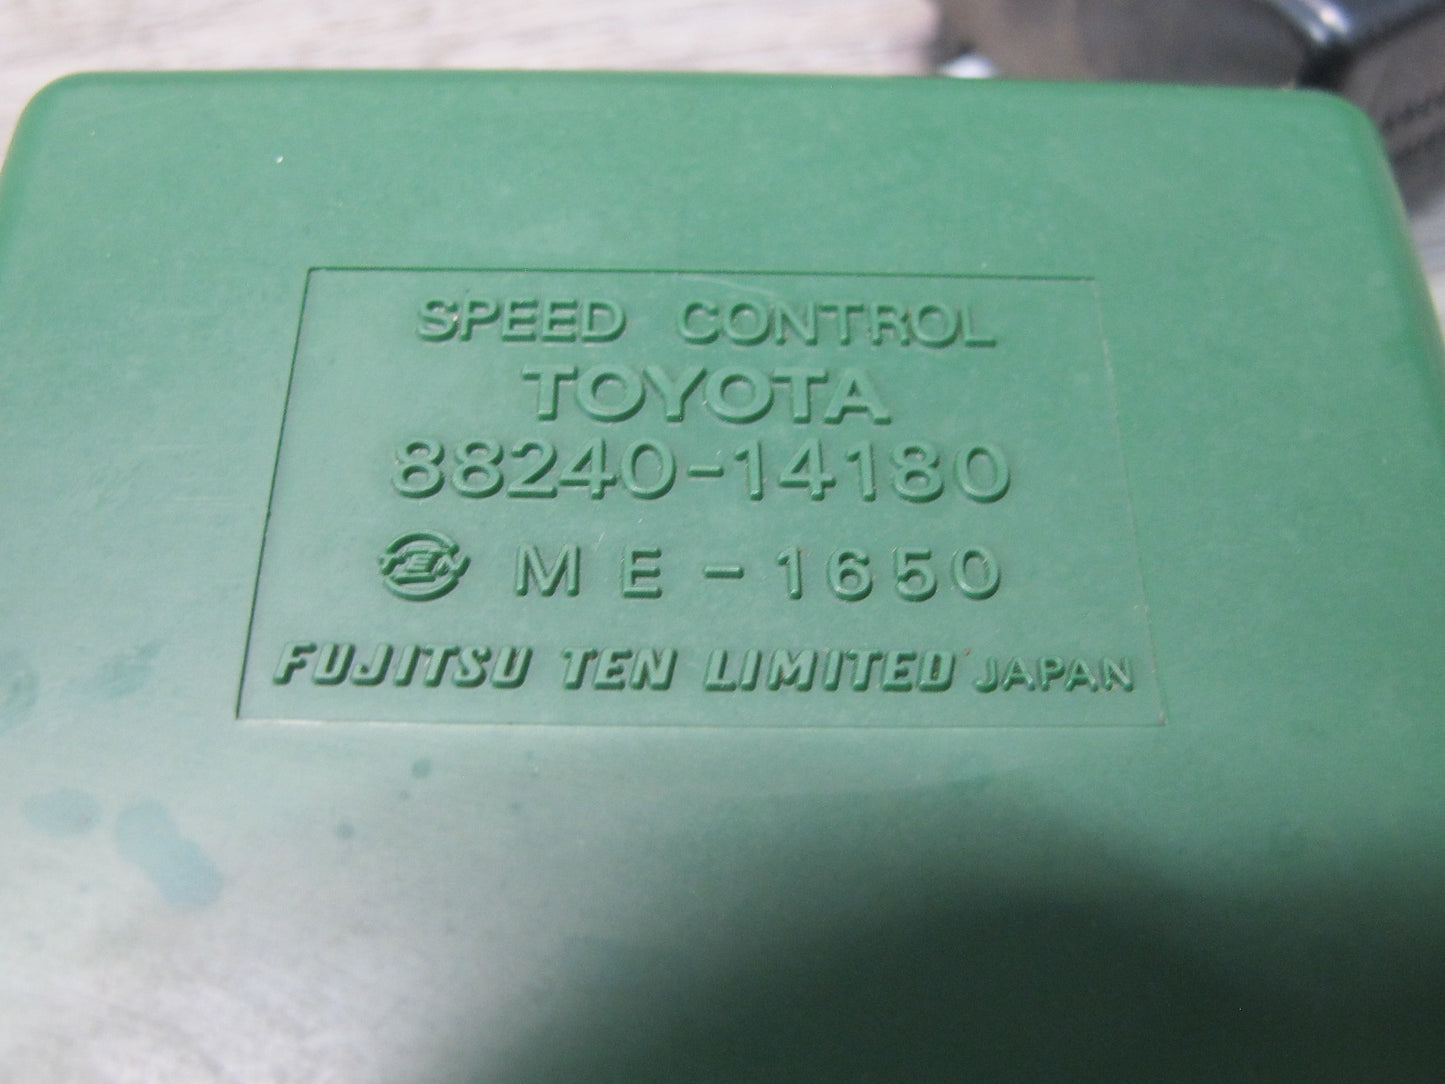 SPEED CONTROL
TOYOTA
88240-14180
TEN ME-1650
FUJITSU TEN LIMITED JAPAN